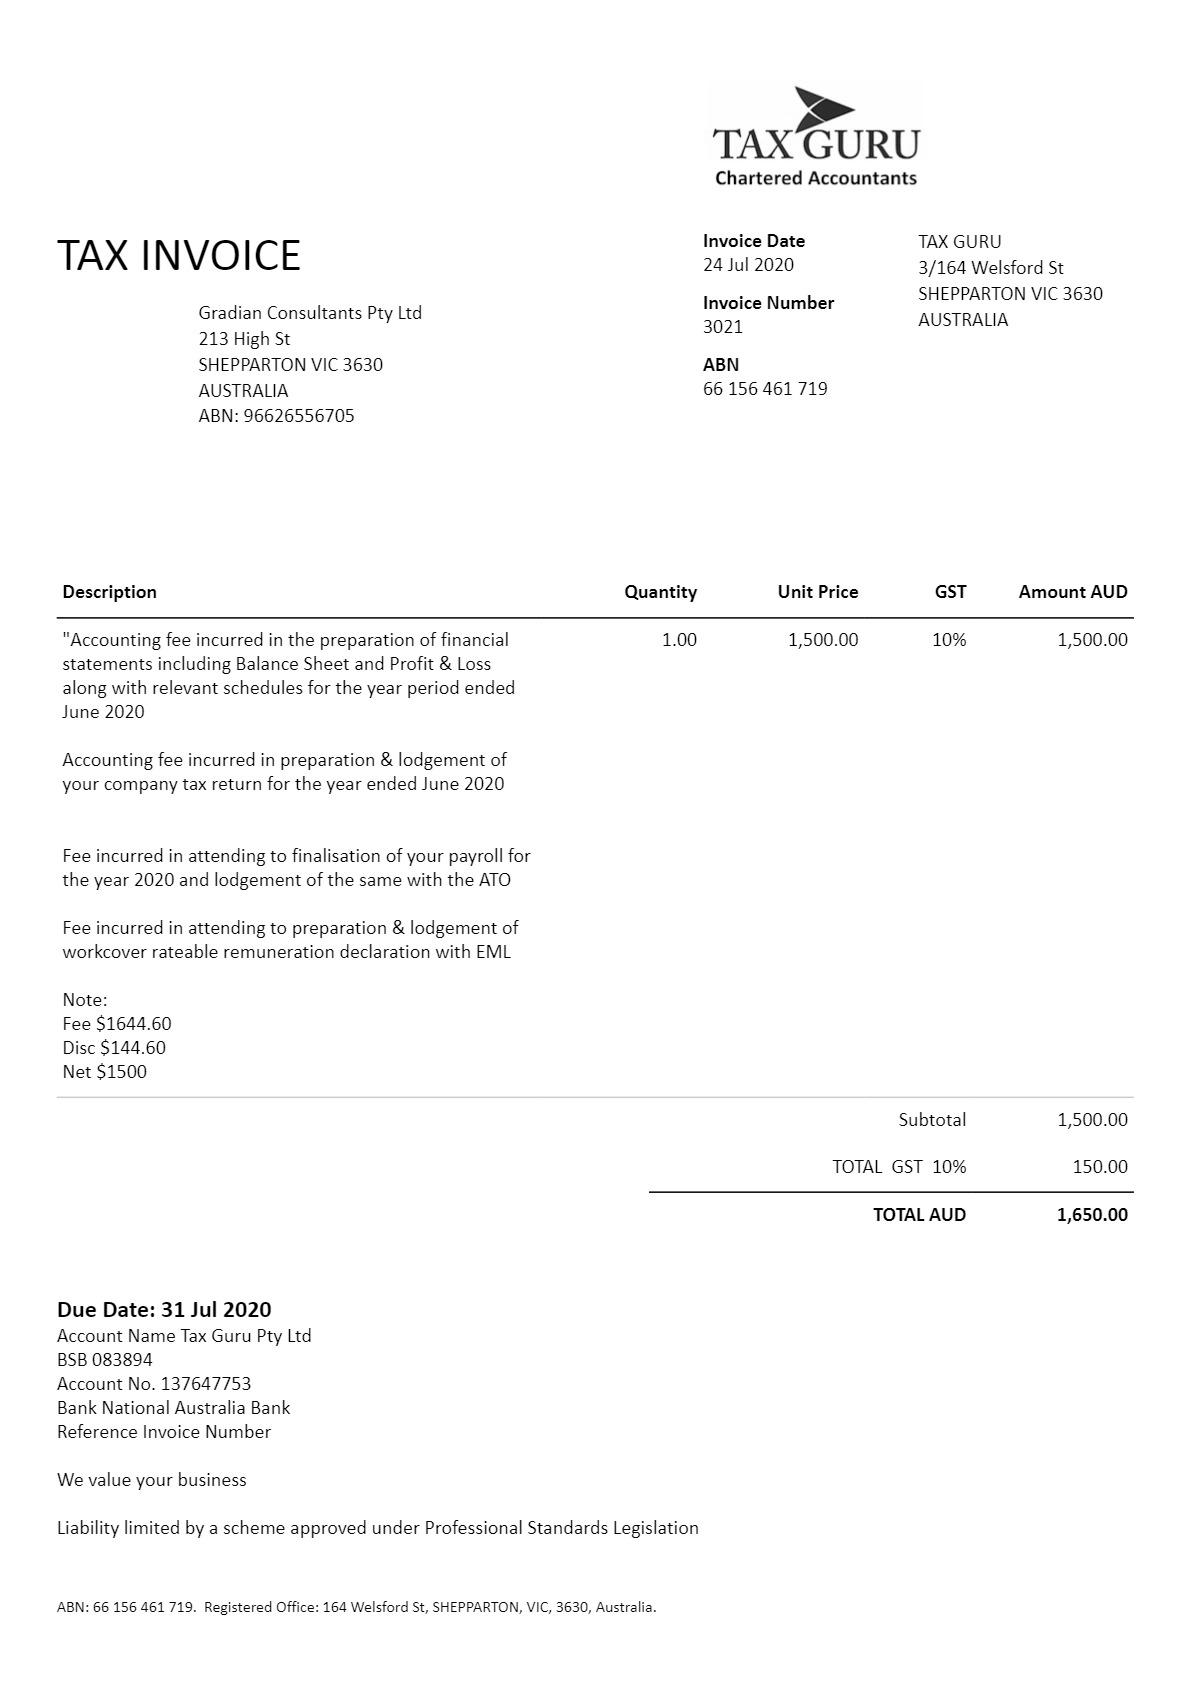 TAX GURU
Chartered Accountants
TAX INVOICE
Gradian Consultants Pty Ltd
213 High St
SHEPPARTON VIC 3630
AUSTRALIA
ABN: 96626556705
Invoice Date
24 Jul 2020
Invoice Number
3021
ABN
66 156 461 719
TAX GURU
3/164 Welsford St
SHEPPARTON VIC 3630
AUSTRALIA
Description Quantity Unit Price GST Amount AUD
"Accounting fee incurred in the preparation of financial 1.00 1,500.00 10% 1,500.00
statements including Balance Sheet and Profit & Loss
along with relevant schedules for the year period ended
June 2020
Accounting fee incurred in preparation & lodgement of
your company tax return for the year ended June 2020
Fee incurred in attending to finalisation of your payroll for
the year 2020 and lodgement of the same with the ATO
Fee incurred in attending to preparation & lodgement of
workcover rateable remuneration declaration with EML
Note:
Fee $1644.60
Disc $144.60
Net $1500
Subtotal 1,500.00
TOTAL GST 10% 150.00
TOTAL AUD 1,650.00
Due Date: 31 Jul 2020
Account Name Tax Guru Pty Ltd
BSB 083894
Account No. 137647753
Bank National Australia Bank
Reference Invoice Number
We value your business
Liability limited by a scheme approved under Professional Standards Legislation
ABN: 66 156 461 719. Registered Office: 164 Welsford St, SHEPPARTON, VIC, 3630, Australia.